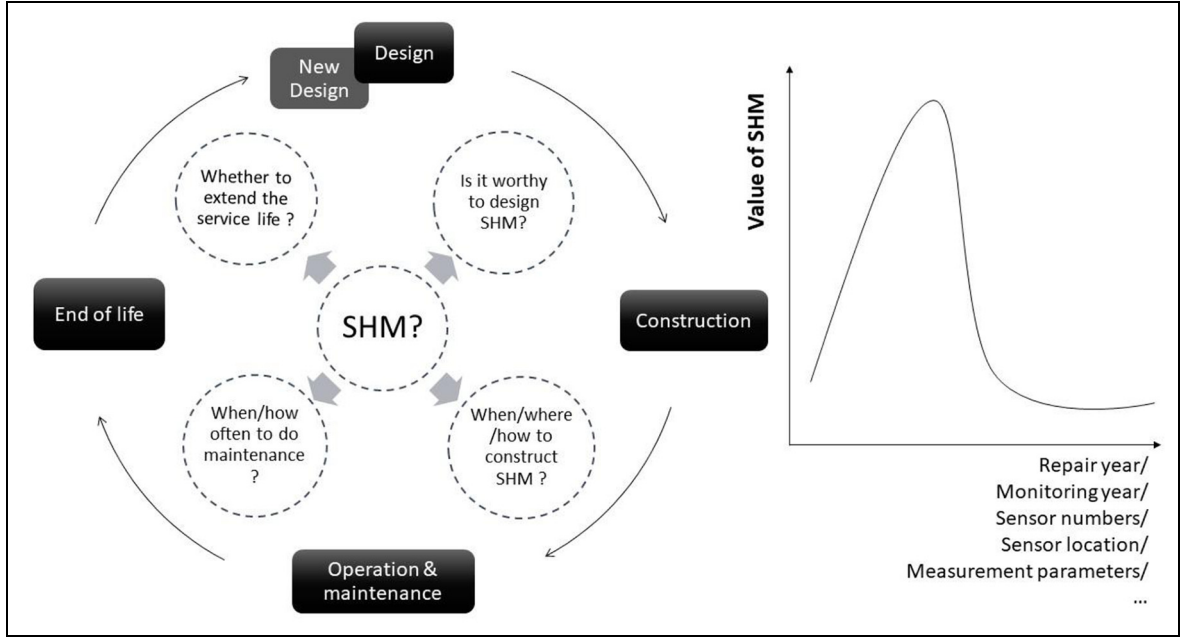 Design
New
Design
Whether to
extend the
service life ?
Is it worthy
to design
SHM?
End of life
SHM?
Construction
When/how
often to do
maintenance
?
When/where
/how to
construct
SHM ?
Operation &
maintenance
Value of SHM
Repair year/
Monitoring year/
Sensor numbers/
Sensor location/
Measurement parameters/
...